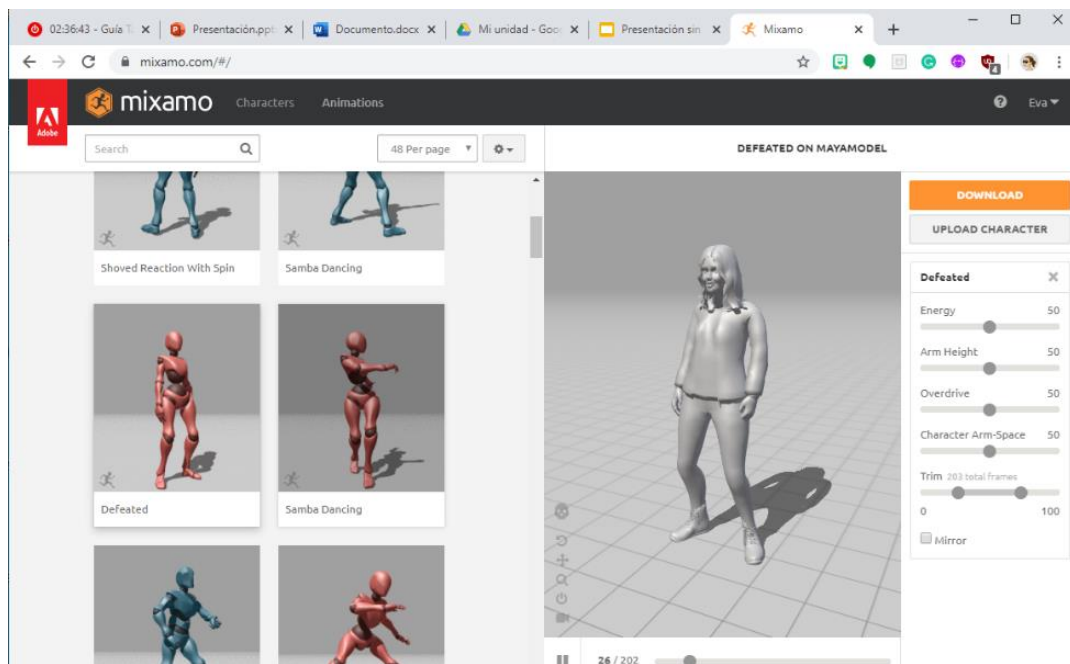 02:36:43 - Guía T
Presentación.ppt
Documento.docx
Mi unidad - Goog
Presentación sin
Mixamo
mixamo.com/#/
4
Adobe
mixamo
Characters
Animations
Eva
Search
48 Per page
DEFEATED ON MAYAMODEL
Shoved Reaction With Spin
Samba Dancing
Defeated
Samba Dancing
DOWNLOAD
UPLOAD CHARACTER
Defeated
Energy 50
Arm Height 50
Overdrive 50
Character Arm-Space 50
Trim 203 total frames
0 100
Mirror
26 / 202